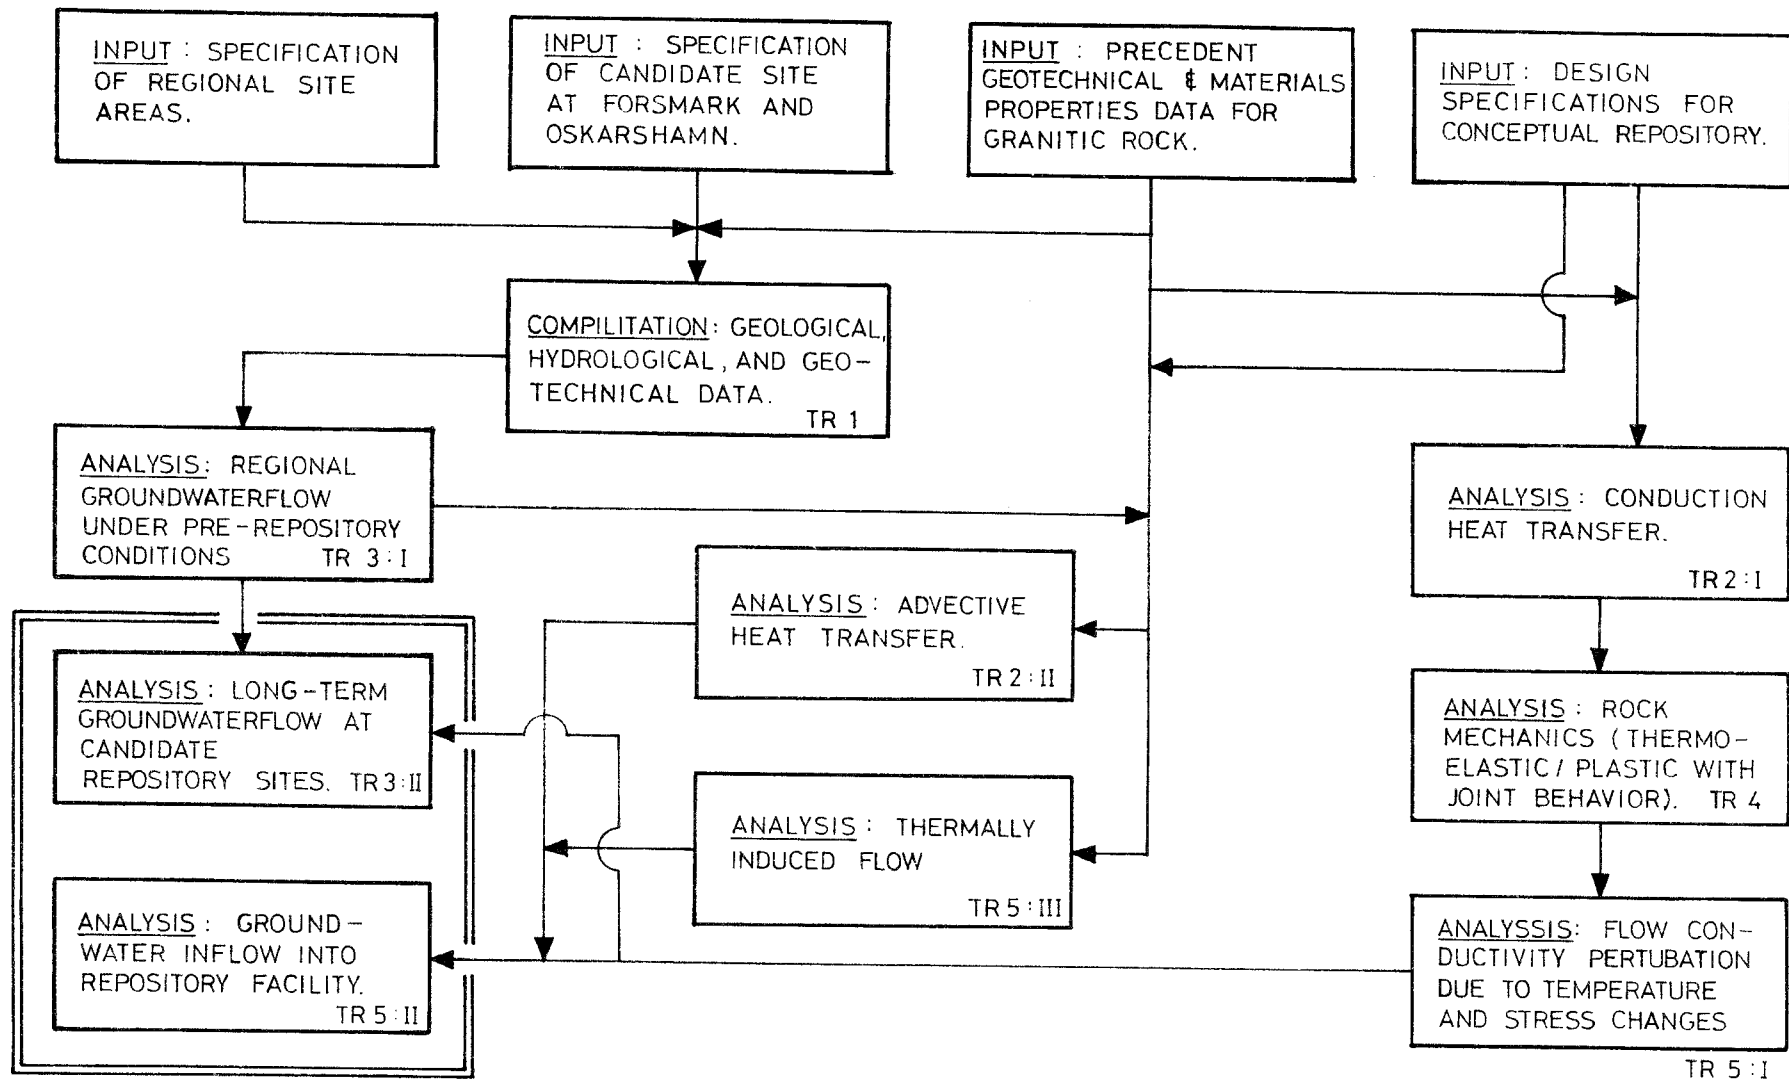 INPUT : SPECIFICATION
OF REGIONAL SITE
AREAS.
INPUT : SPECIFICATION
OF CANDIDATE SITE
AT FORSMARK AND
OSKARSHAMN.
INPUT : PRECEDENT
GEOTECHNICAL & MATERIALS
PROPERTIES DATA FOR
GRANITIC ROCK.
INPUT : DESIGN
SPECIFICATIONS FOR
CONCEPTUAL REPOSITORY.
COMPILITATION: GEOLOGICAL,
HYDROLOGICAL, AND GEO-
TECHNICAL DATA.
TR 1
ANALYSIS: REGIONAL
GROUNDWATERFLOW
UNDER PRE-REPOSITORY
CONDITIONS TR 3:I
ANALYSIS: CONDUCTION
HEAT TRANSFER.
TR 2:I
ANALYSIS: ADVECTIVE
HEAT TRANSFER.
TR 2:II
ANALYSIS: LONG-TERM
GROUNDWATERFLOW AT
CANDIDATE
REPOSITORY SITES. TR 3:II
ANALYSIS: ROCK
MECHANICS (THERMO-
ELASTIC/ PLASTIC WITH
JOINT BEHAVIOR). TR 4
ANALYSIS: THERMALLY
INDUCED FLOW
TR 5:III
ANALYSIS: GROUND-
WATER INFLOW INTO
REPOSITORY FACILITY.
TR 5:II
ANALYSSIS: FLOW CON-
DUCTIVITY PERTUBATION
DUE TO TEMPERATURE
AND STRESS CHANGES
TR 5:I